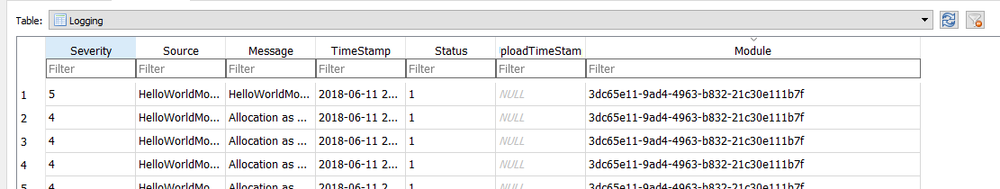 Table: Logging
Severity Source Message TimeStamp Status ploadTimeStam Module
Filter Filter Filter Filter Filter Filter Filter
1 5 HelloWorldMo... HelloWorldMo... 2018-06-11 2... 1 NULL 3dc65e11-9ad4-4963-b832-21c30e111b7f
2 4 HelloWorldMo... Allocation as ... 2018-06-11 2... 1 NULL 3dc65e11-9ad4-4963-b832-21c30e111b7f
3 4 HelloWorldMo... Allocation as ... 2018-06-11 2... 1 NULL 3dc65e11-9ad4-4963-b832-21c30e111b7f
4 4 HelloWorldMo... Allocation as ... 2018-06-11 2... 1 NULL 3dc65e11-9ad4-4963-b832-21c30e111b7f
5 4 HelloWorldMo... Allocation as ... 2018-06-11 2... 1 NULL 3dc65e11-9ad4-4963-b832-21c30e111b7f